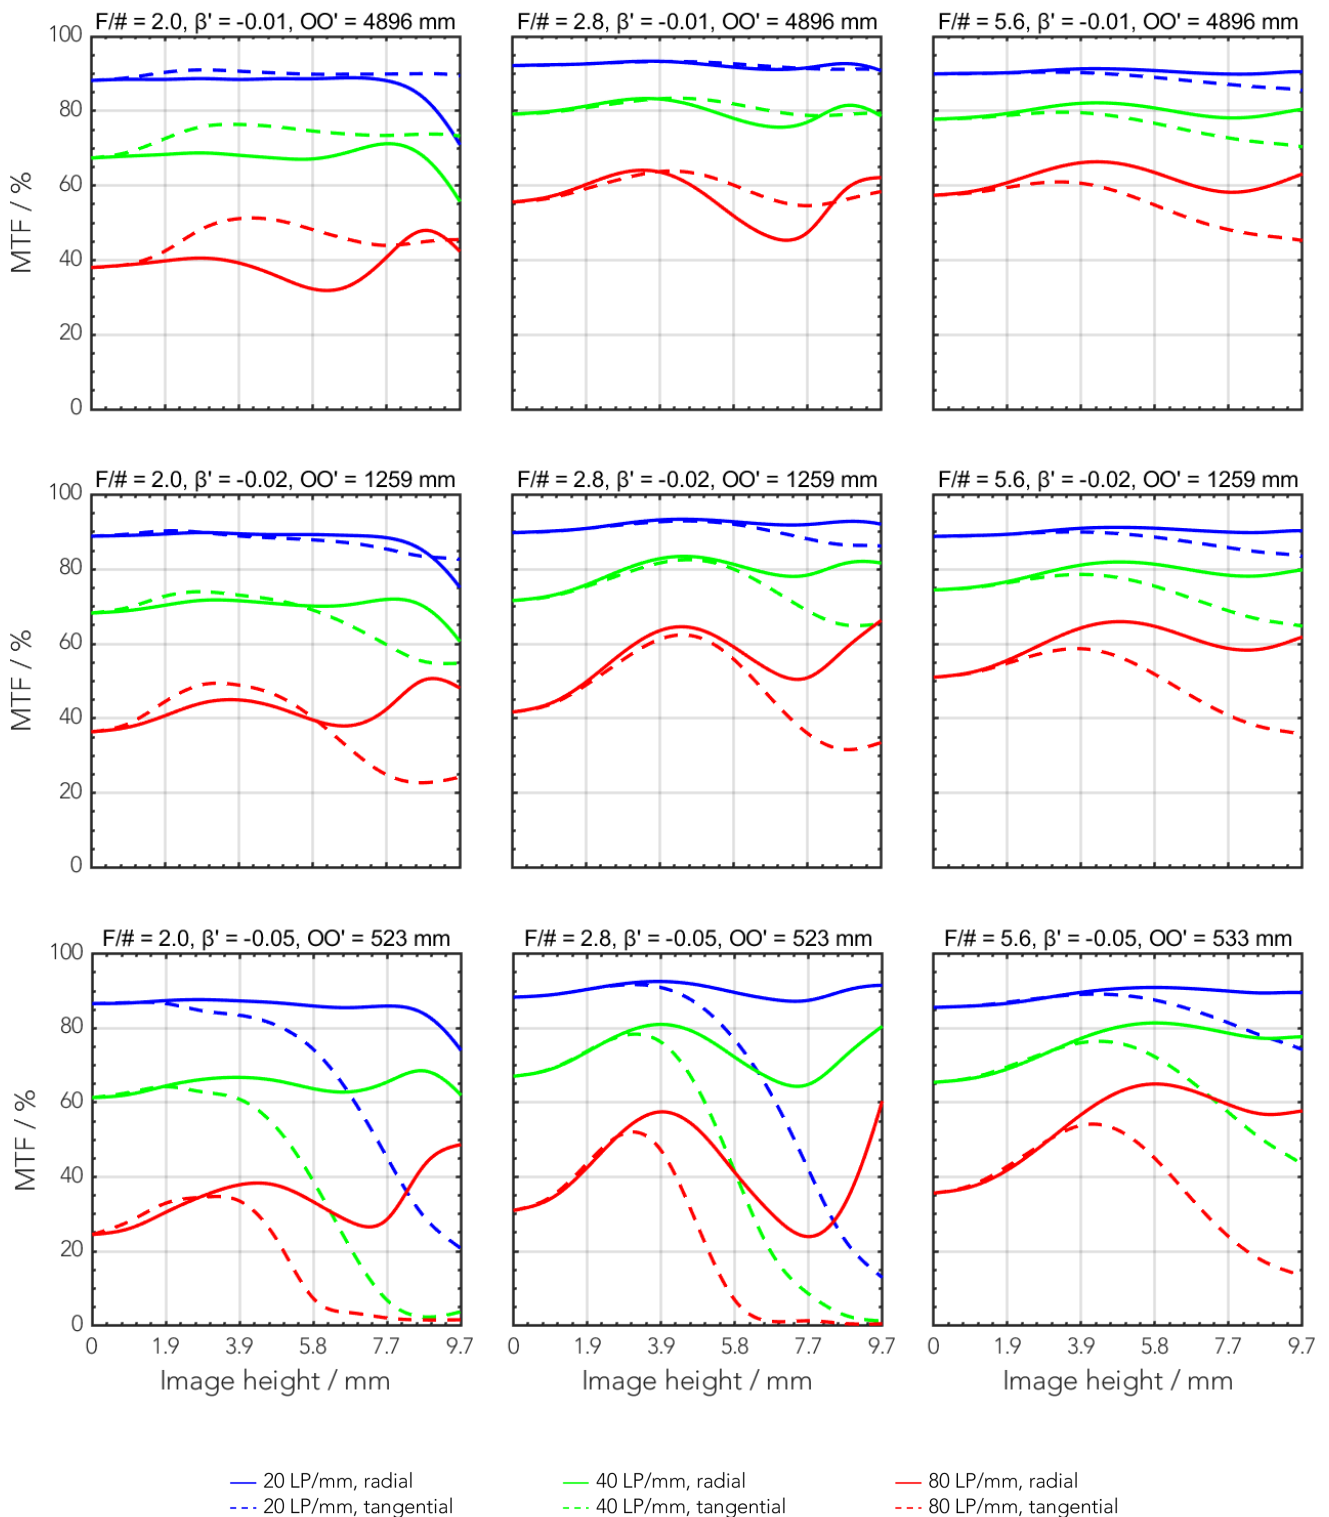 F/# = 2.0, β' = -0.01, OO' = 4896 mm
F/# = 2.8, β' = -0.01, OO' = 4896 mm
F/# = 5.6, β' = -0.01, OO' = 4896 mm
100
80
60
40
20
0
MTF / %
F/# = 2.0, β' = -0.02, OO' = 1259 mm
F/# = 2.8, β' = -0.02, OO' = 1259 mm
F/# = 5.6, β' = -0.02, OO' = 1259 mm
100
80
60
40
20
0
MTF / %
F/# = 2.0, β' = -0.05, OO' = 523 mm
F/# = 2.8, β' = -0.05, OO' = 523 mm
F/# = 5.6, β' = -0.05, OO' = 533 mm
100
80
60
40
20
0
MTF / %
0 1.9 3.9 5.8 7.7 9.7
0 1.9 3.9 5.8 7.7 9.7
0 1.9 3.9 5.8 7.7 9.7
Image height / mm
Image height / mm
Image height / mm
20 LP/mm, radial
40 LP/mm, radial
80 LP/mm, radial
20 LP/mm, tangential
40 LP/mm, tangential
80 LP/mm, tangential